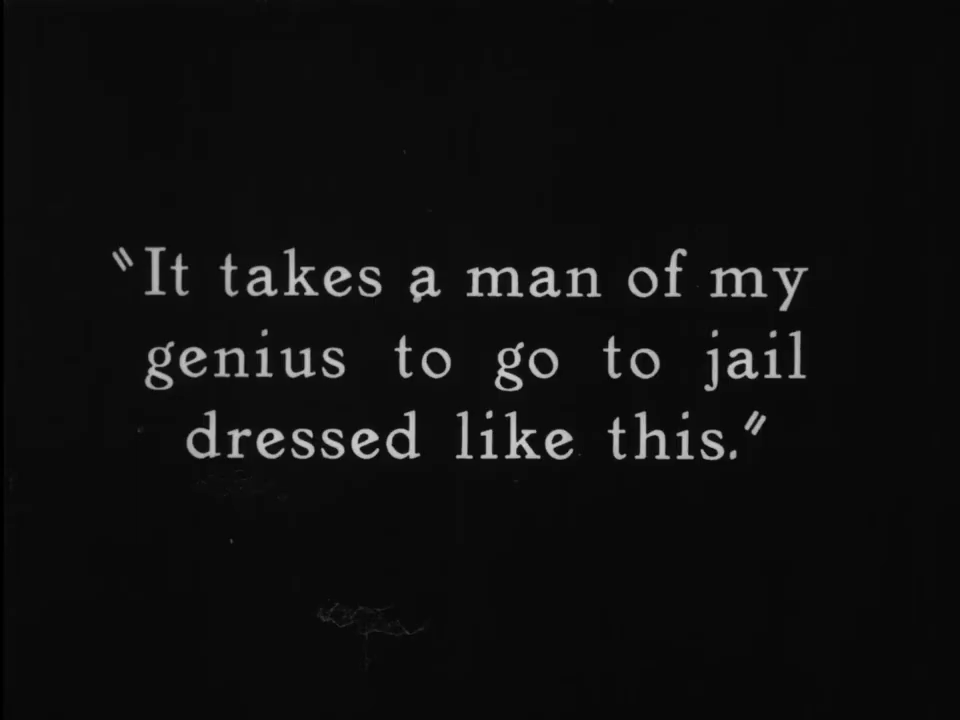 "It takes a man of my
genius to go to jail
dressed like this."